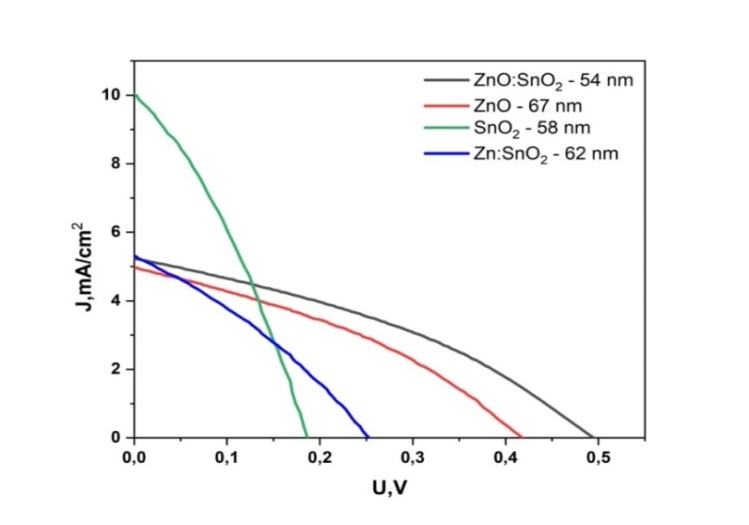 ZnO:SnO₂ - 54 nm
ZnO - 67 nm
SnO₂ - 58 nm
Zn:SnO₂ - 62 nm
10
8
6
4
2
0
J,mA/cm²
0,0 0,1 0,2 0,3 0,4 0,5
U,V